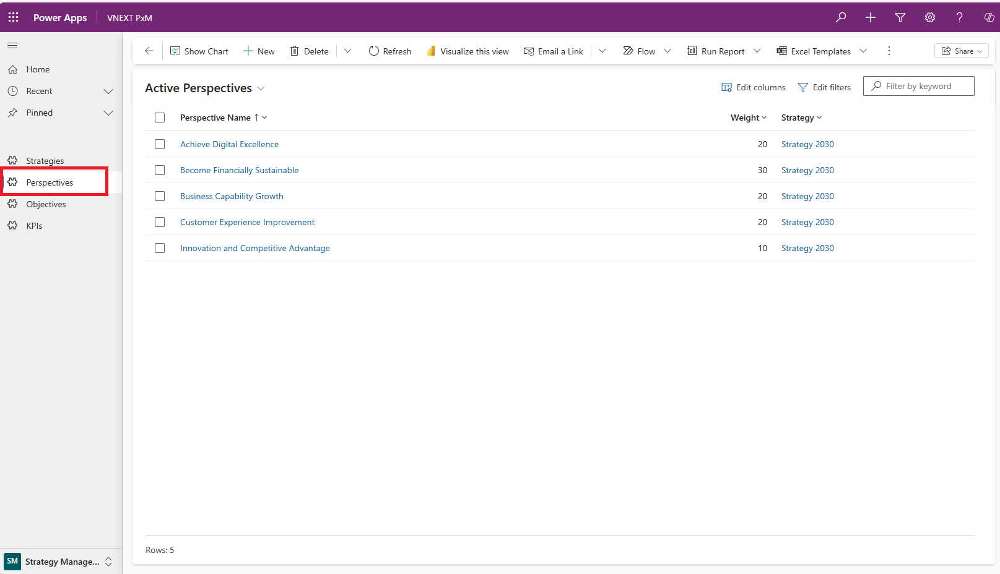 Power Apps VNEXT PxM
Home
Recent
Pinned
Strategies
Perspectives
Objectives
KPIs
SM Strategy Manage...
Show Chart New Delete Refresh Visualize this view Email a Link Flow Run Report Excel Templates Share
Active Perspectives Edit columns Edit filters Filter by keyword
Perspective Name ↑ Weight Strategy
Achieve Digital Excellence 20 Strategy 2030
Become Financially Sustainable 30 Strategy 2030
Business Capability Growth 20 Strategy 2030
Customer Experience Improvement 20 Strategy 2030
Innovation and Competitive Advantage 10 Strategy 2030
Rows: 5